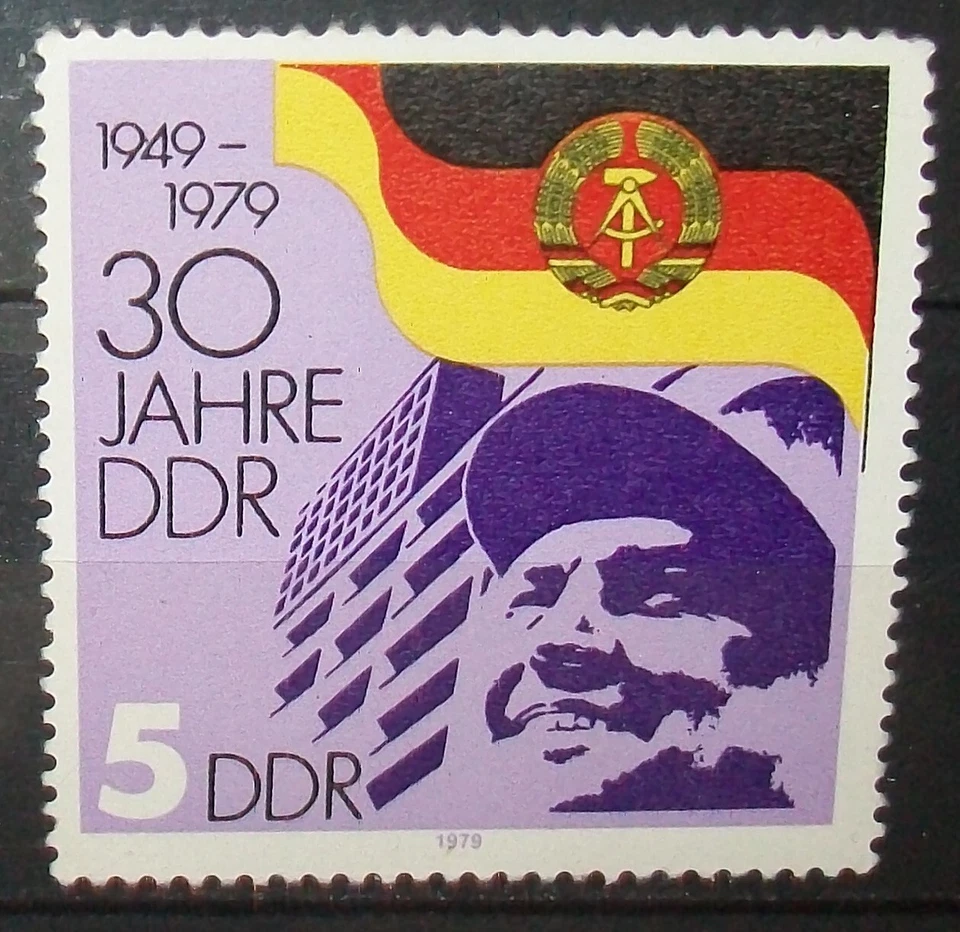 1949 –
1979
30
JAHRE
DDR
5 DDR
1979